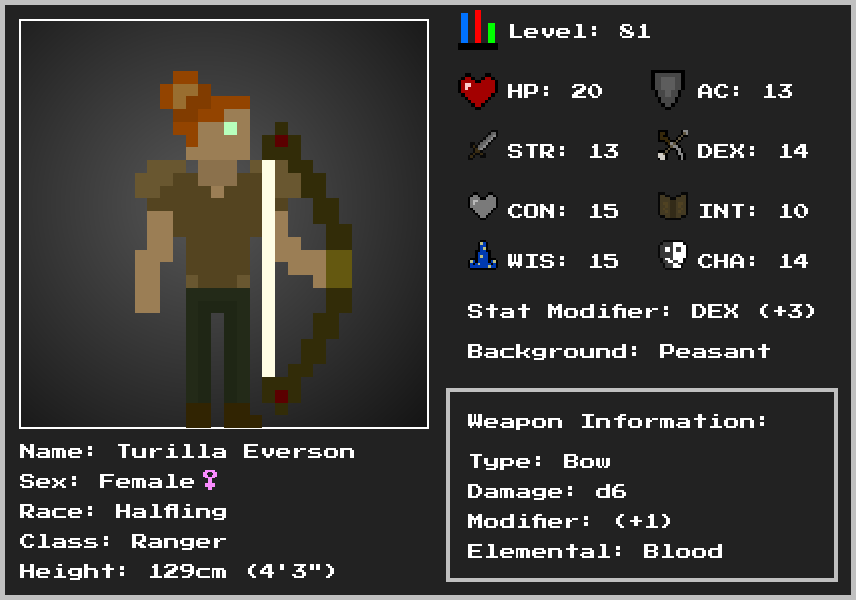 Level: 81
HP: 20
AC: 13
STR: 13
DEX: 14
CON: 15
INT: 10
WIS: 15
CHA: 14
Stat Modifier: DEX (+3)
Background: Peasant
Name: Turilla Everson
Sex: Female♀
Race: Halfling
Class: Ranger
Height: 129cm (4'3")
Weapon Information:
Type: Bow
Damage: d6
Modifier: (+1)
Elemental: Blood